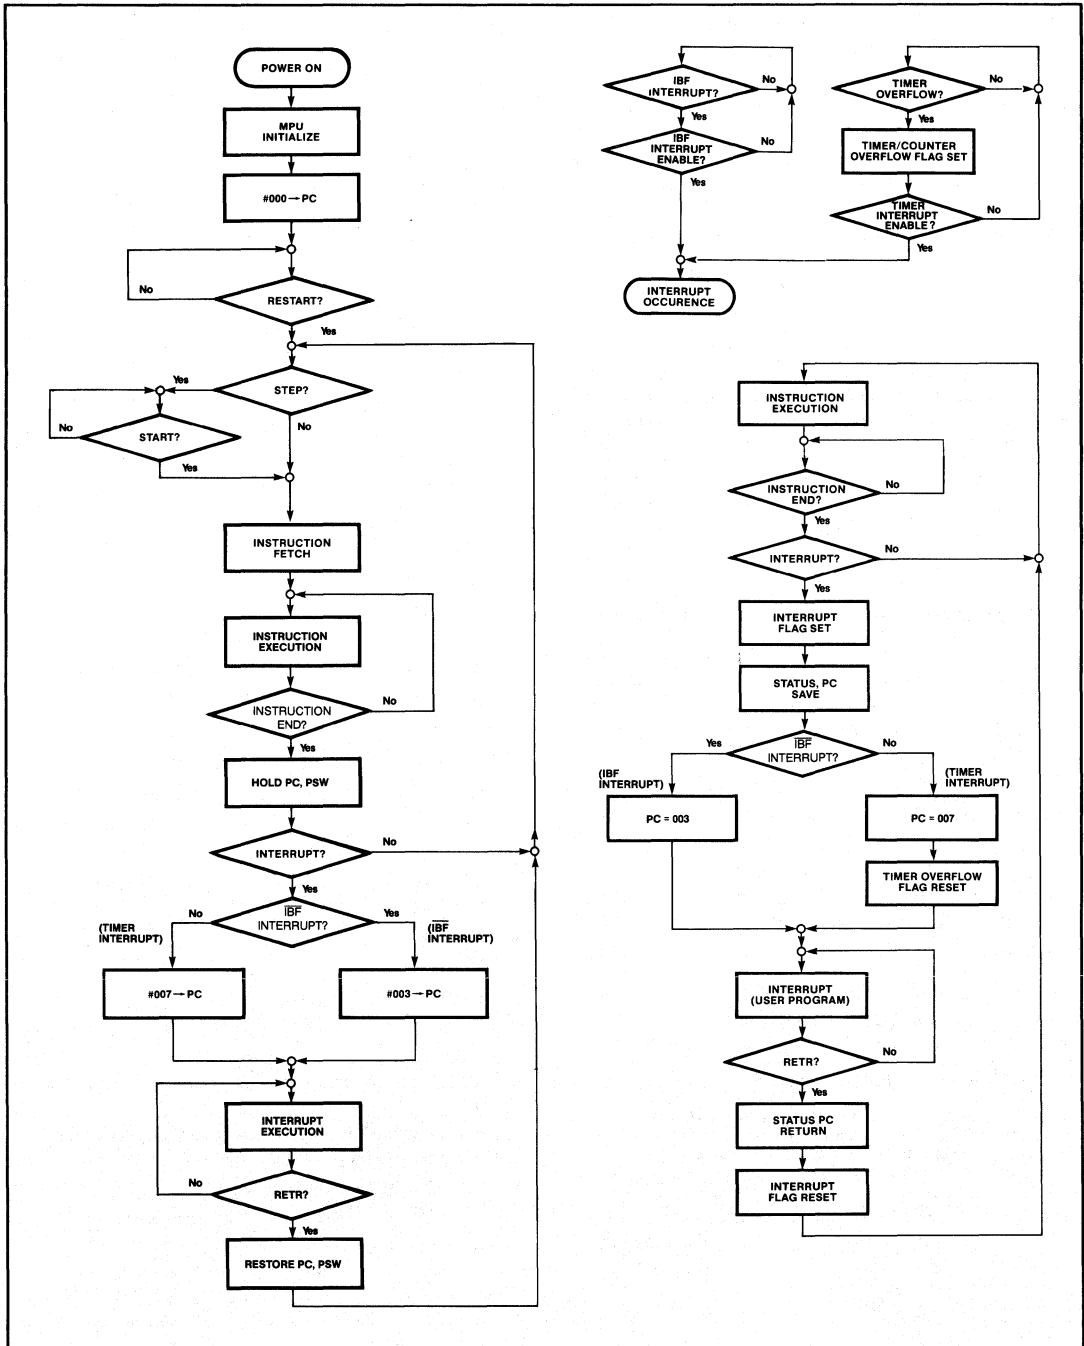 POWER ON
MPU
INITIALIZE
#000→PC
No
RESTART?
Yes
STEP?
Yes
No
No
START?
Yes
INSTRUCTION
FETCH
INSTRUCTION
EXECUTION
INSTRUCTION
END?
No
Yes
HOLD PC, PSW
INTERRUPT?
No
Yes
IBF
INTERRUPT?
No
Yes
(TIMER
INTERRUPT)
(IBF
INTERRUPT)
#007→PC
#003→PC
INTERRUPT
EXECUTION
RETR?
No
Yes
RESTORE PC, PSW
IBF
INTERRUPT?
No
Yes
IBF
INTERRUPT
ENABLE?
No
Yes
TIMER
OVERFLOW?
No
Yes
TIMER/COUNTER
OVERFLOW FLAG SET
TIMER
INTERRUPT
ENABLE?
No
Yes
INTERRUPT
OCCURENCE
INSTRUCTION
EXECUTION
INSTRUCTION
END?
No
Yes
INTERRUPT?
No
Yes
INTERRUPT
FLAG SET
STATUS, PC
SAVE
IBF
INTERRUPT?
Yes
No
(IBF
INTERRUPT)
(TIMER
INTERRUPT)
PC = 003
PC = 007
TIMER OVERFLOW
FLAG RESET
INTERRUPT
(USER PROGRAM)
RETR?
No
Yes
STATUS PC
RETURN
INTERRUPT
FLAG RESET